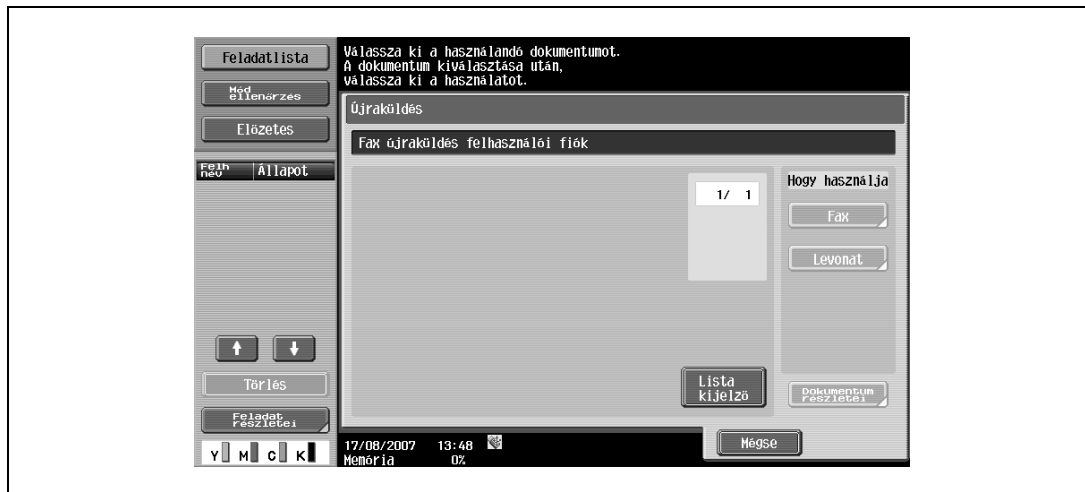 Feladatlista
Mód
ellenőrzés
Előzetes
Felh
név
Állapot
Törlés
Feladat
részletei
Y M C K
Válassza ki a használandó dokumentumot.
A dokumentum kiválasztása után,
válassza ki a használatot.
Újraküldés
Fax újraküldés felhasználói fiók
1/ 1
Hogy használja
Fax
Levonat
Lista
kijelző
Dokumentum
részletei
17/08/2007 13:48
Memória 0%
Mégse